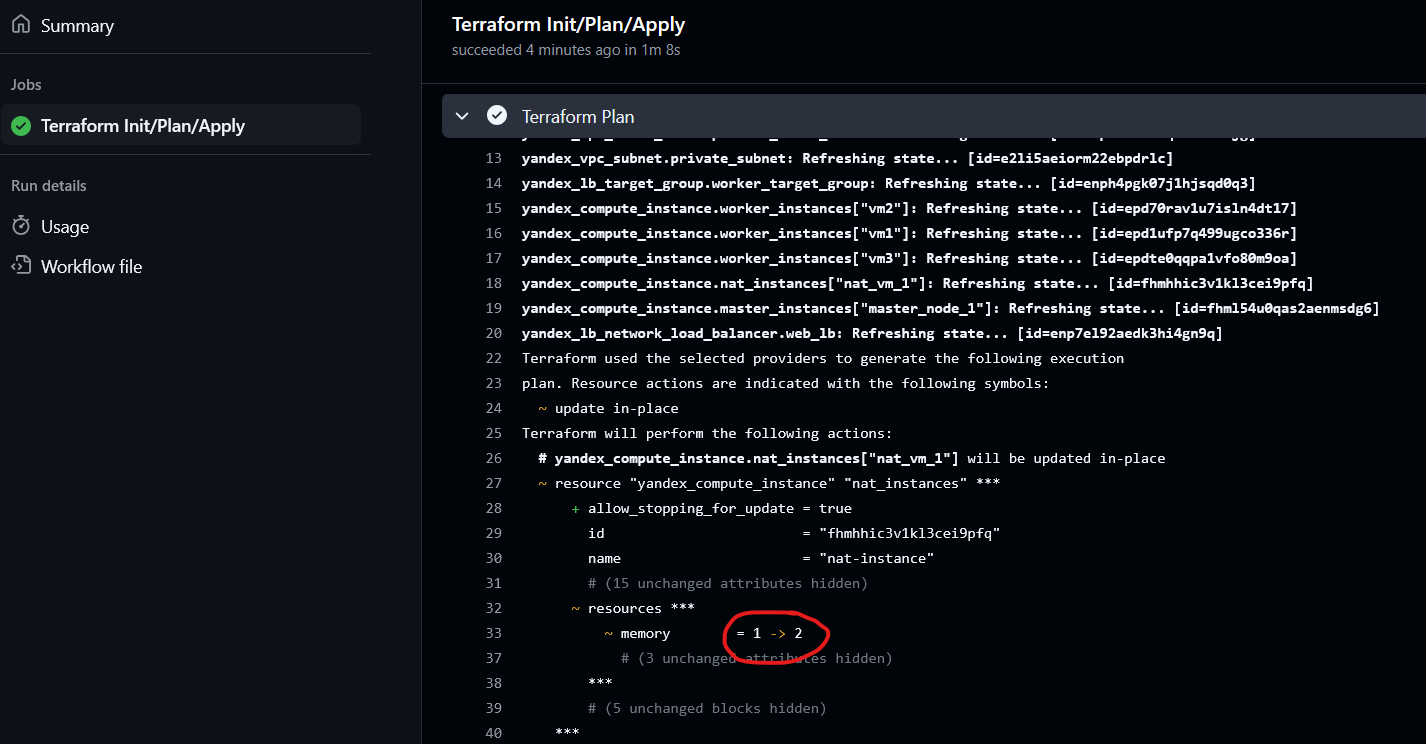 Summary
Jobs
Terraform Init/Plan/Apply
Run details
Usage
Workflow file
Terraform Init/Plan/Apply
succeeded 4 minutes ago in 1m 8s
Terraform Plan
13 yandex_vpc_subnet.private_subnet: Refreshing state... [id=e2li5aeiorm22ebpdrlc]
14 yandex_lb_target_group.worker_target_group: Refreshing state... [id=enph4pgk07j1hjsqd0q3]
15 yandex_compute_instance.worker_instances["vm2"]: Refreshing state... [id=epd70rav1u7isln4dt17]
16 yandex_compute_instance.worker_instances["vm1"]: Refreshing state... [id=epd1ufp7q499ugco336r]
17 yandex_compute_instance.worker_instances["vm3"]: Refreshing state... [id=epdte0qqpa1vfo80m9oa]
18 yandex_compute_instance.nat_instances["nat_vm_1"]: Refreshing state... [id=fhmhhic3v1kl3cei9pfq]
19 yandex_compute_instance.master_instances["master_node_1"]: Refreshing state... [id=fhml54u0qas2aenmsdg6]
20 yandex_lb_network_load_balancer.web_lb: Refreshing state... [id=enp7el92aedk3hi4gn9q]
22 Terraform used the selected providers to generate the following execution
23 plan. Resource actions are indicated with the following symbols:
24 ~ update in-place
25 Terraform will perform the following actions:
26 # yandex_compute_instance.nat_instances["nat_vm_1"] will be updated in-place
27 ~ resource "yandex_compute_instance" "nat_instances" ***
28 + allow_stopping_for_update = true
29 id = "fhmhhic3v1kl3cei9pfq"
30 name = "nat-instance"
31 # (15 unchanged attributes hidden)
32 ~ resources ***
33 ~ memory = 1 -> 2
37 # (3 unchanged attributes hidden)
38 ***
39 # (5 unchanged blocks hidden)
40 ***